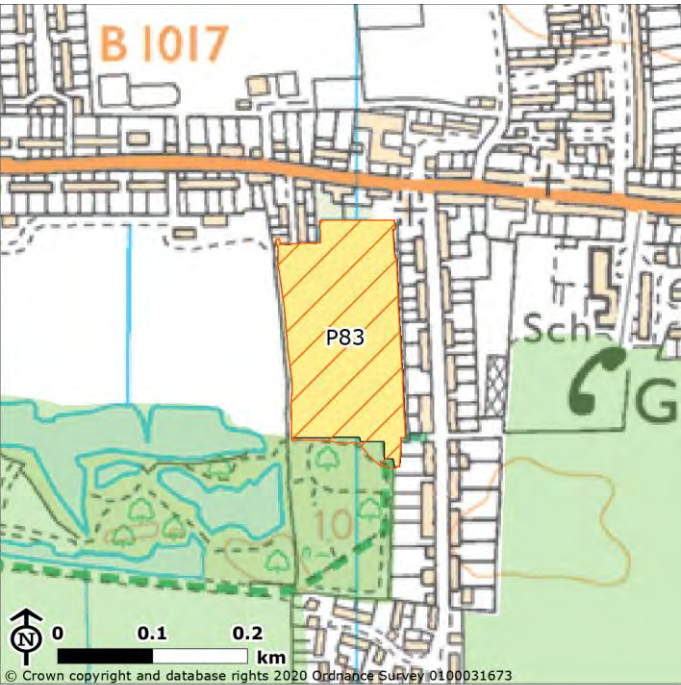 B 1017
P83
Sch
G
10
N
0 0.1 0.2
km
© Crown copyright and database rights 2020 Ordnance Survey 0100031673